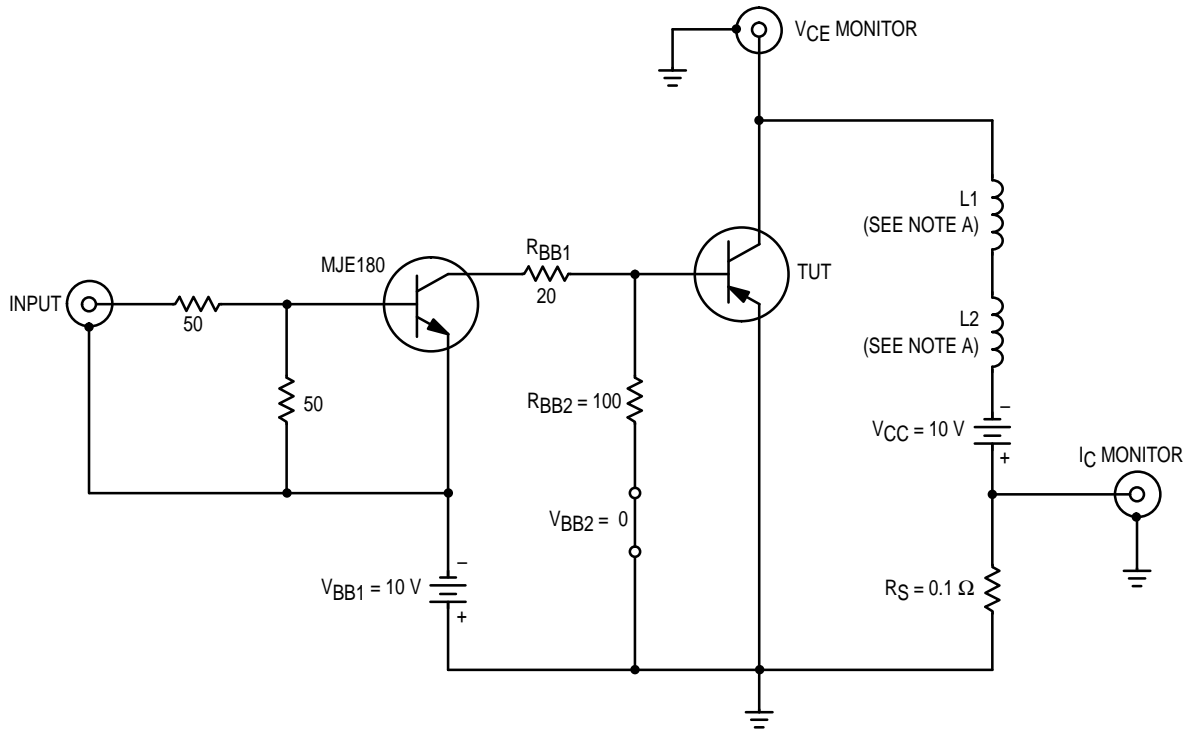 VCE MONITOR
L1
(SEE NOTE A)
RBB1
MJE180
TUT
20
INPUT
50
L2
(SEE NOTE A)
50
RBB2 = 100
–
VCC = 10 V
+
IC MONITOR
VBB2 = 0
–
VBB1 = 10 V
+
RS = 0.1 Ω